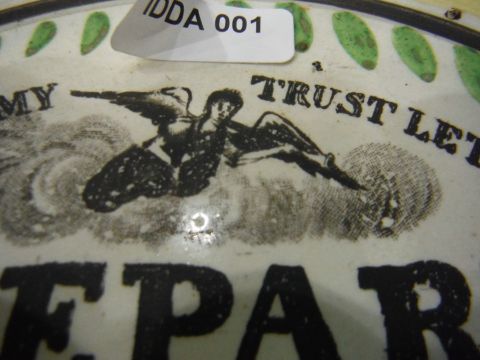 IDDA 001
MY TRUST LET
EPAR